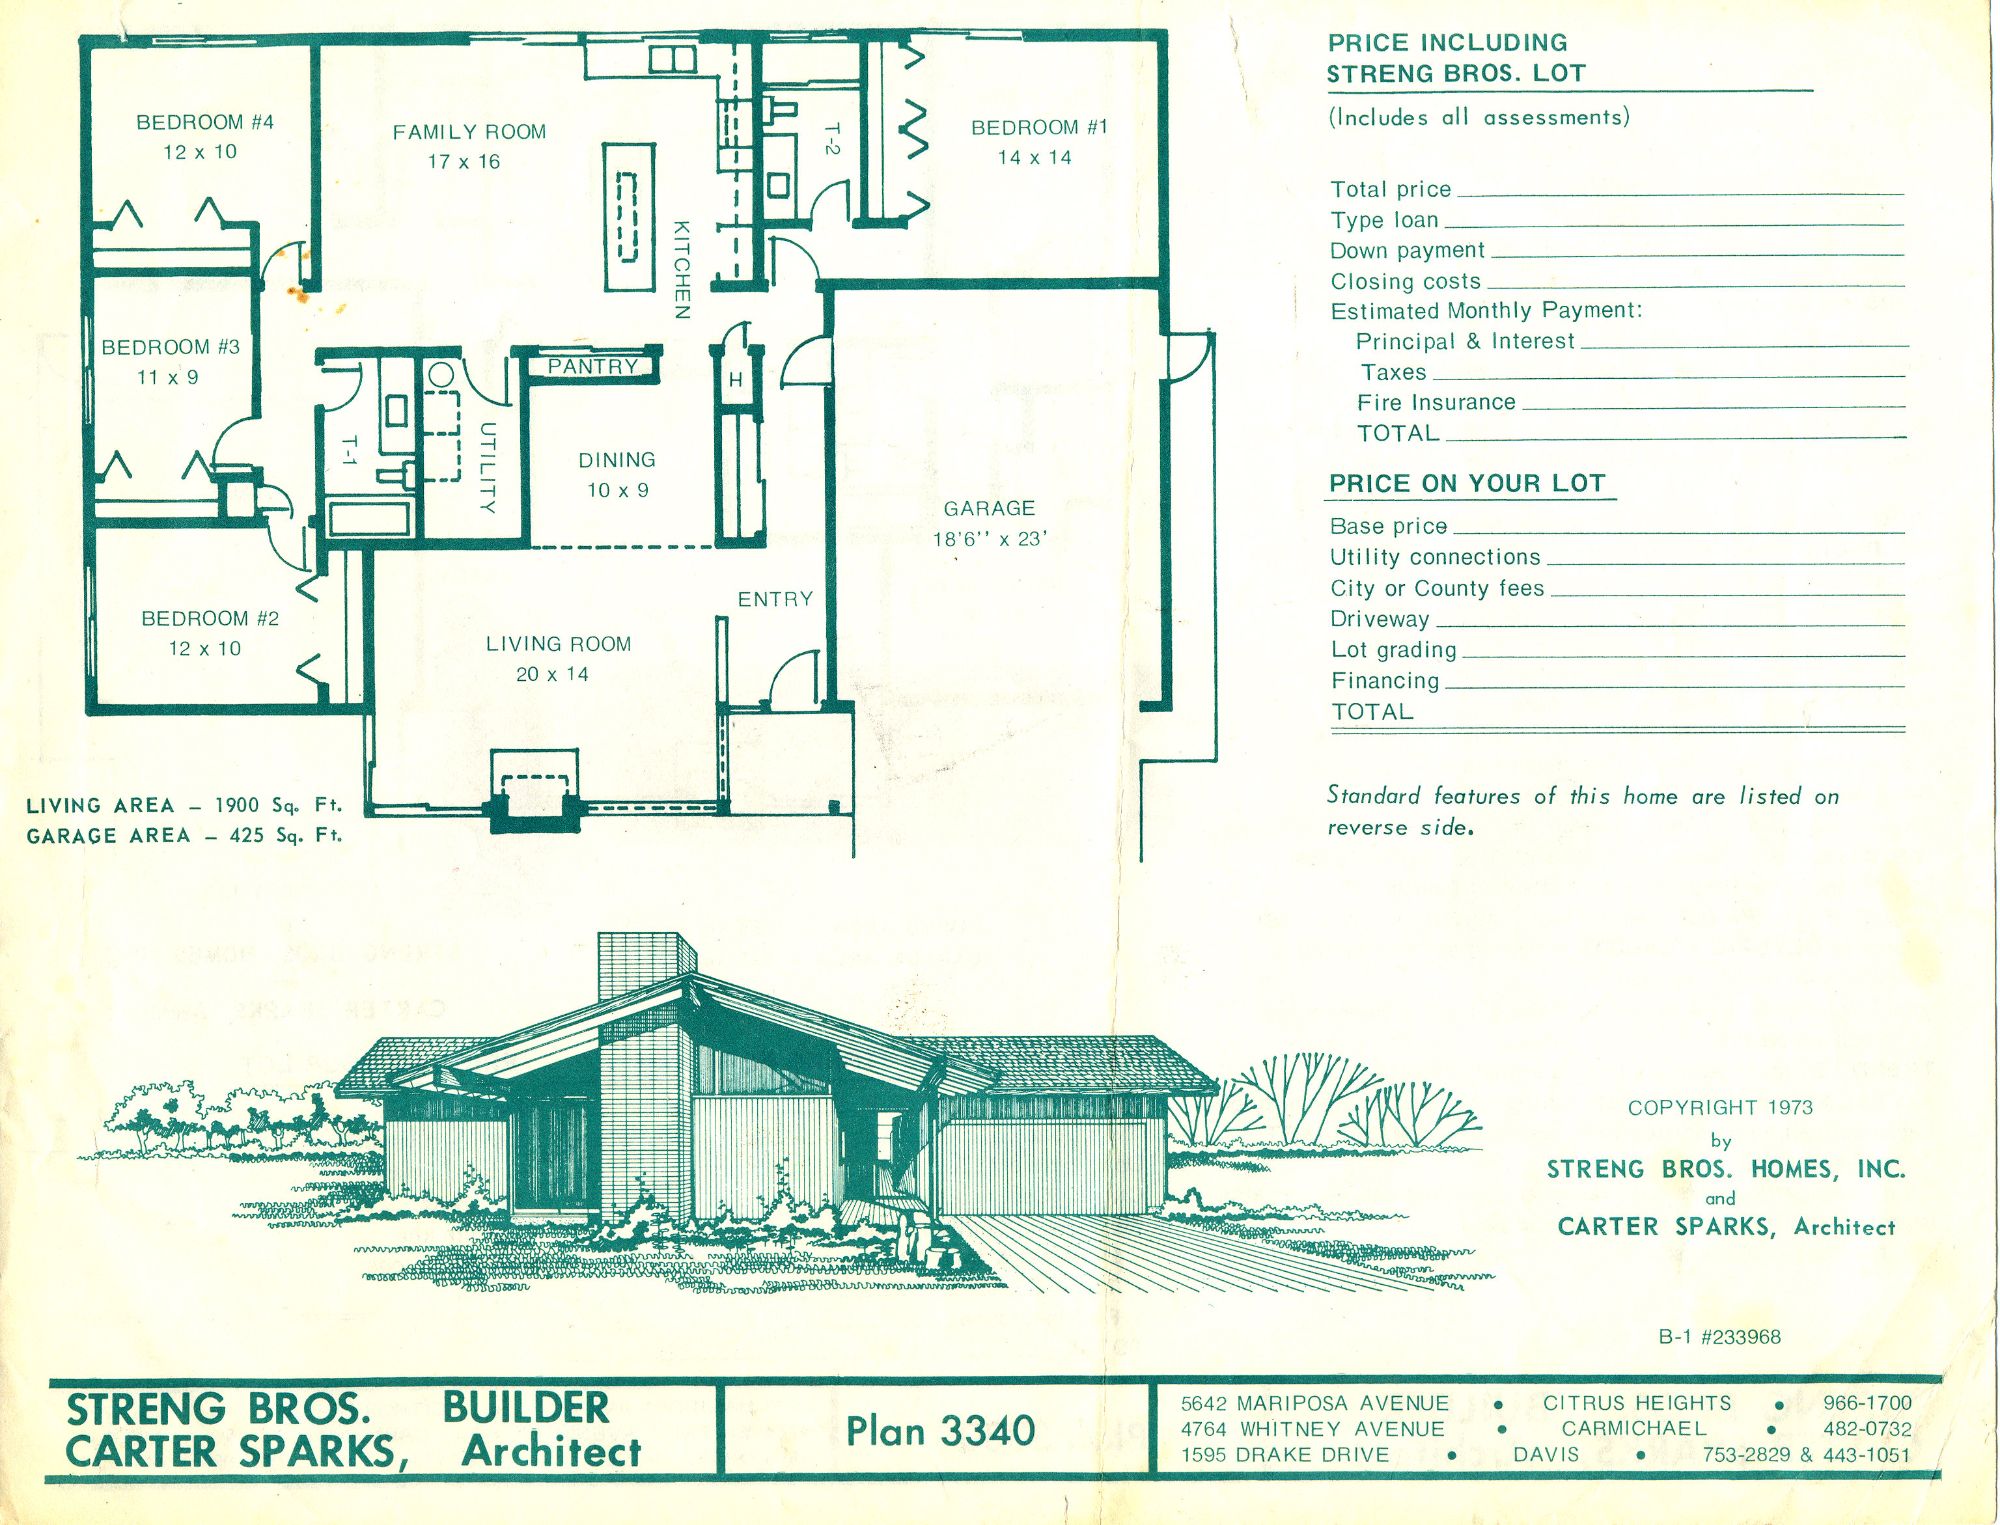 BEDROOM #4
12 x 10
FAMILY ROOM
17 x 16
KITCHEN
T-2
BEDROOM #1
14 x 14
BEDROOM #3
11 x 9
T-1
UTILITY
PANTRY
H
DINING
10 x 9
GARAGE
18'6'' x 23'
BEDROOM #2
12 x 10
LIVING ROOM
20 x 14
ENTRY
LIVING AREA – 1900 Sq. Ft.
GARAGE AREA – 425 Sq. Ft.
PRICE INCLUDING
STRENG BROS. LOT
(Includes all assessments)
Total price
Type loan
Down payment
Closing costs
Estimated Monthly Payment:
Principal & Interest
Taxes
Fire Insurance
TOTAL
PRICE ON YOUR LOT
Base price
Utility connections
City or County fees
Driveway
Lot grading
Financing
TOTAL
Standard features of this home are listed on
reverse side.
COPYRIGHT 1973
by
STRENG BROS. HOMES, INC.
and
CARTER SPARKS, Architect
B-1 #233968
STRENG BROS. BUILDER
CARTER SPARKS, Architect
Plan 3340
5642 MARIPOSA AVENUE • CITRUS HEIGHTS • 966-1700
4764 WHITNEY AVENUE • CARMICHAEL • 482-0732
1595 DRAKE DRIVE • DAVIS • 753-2829 & 443-1051